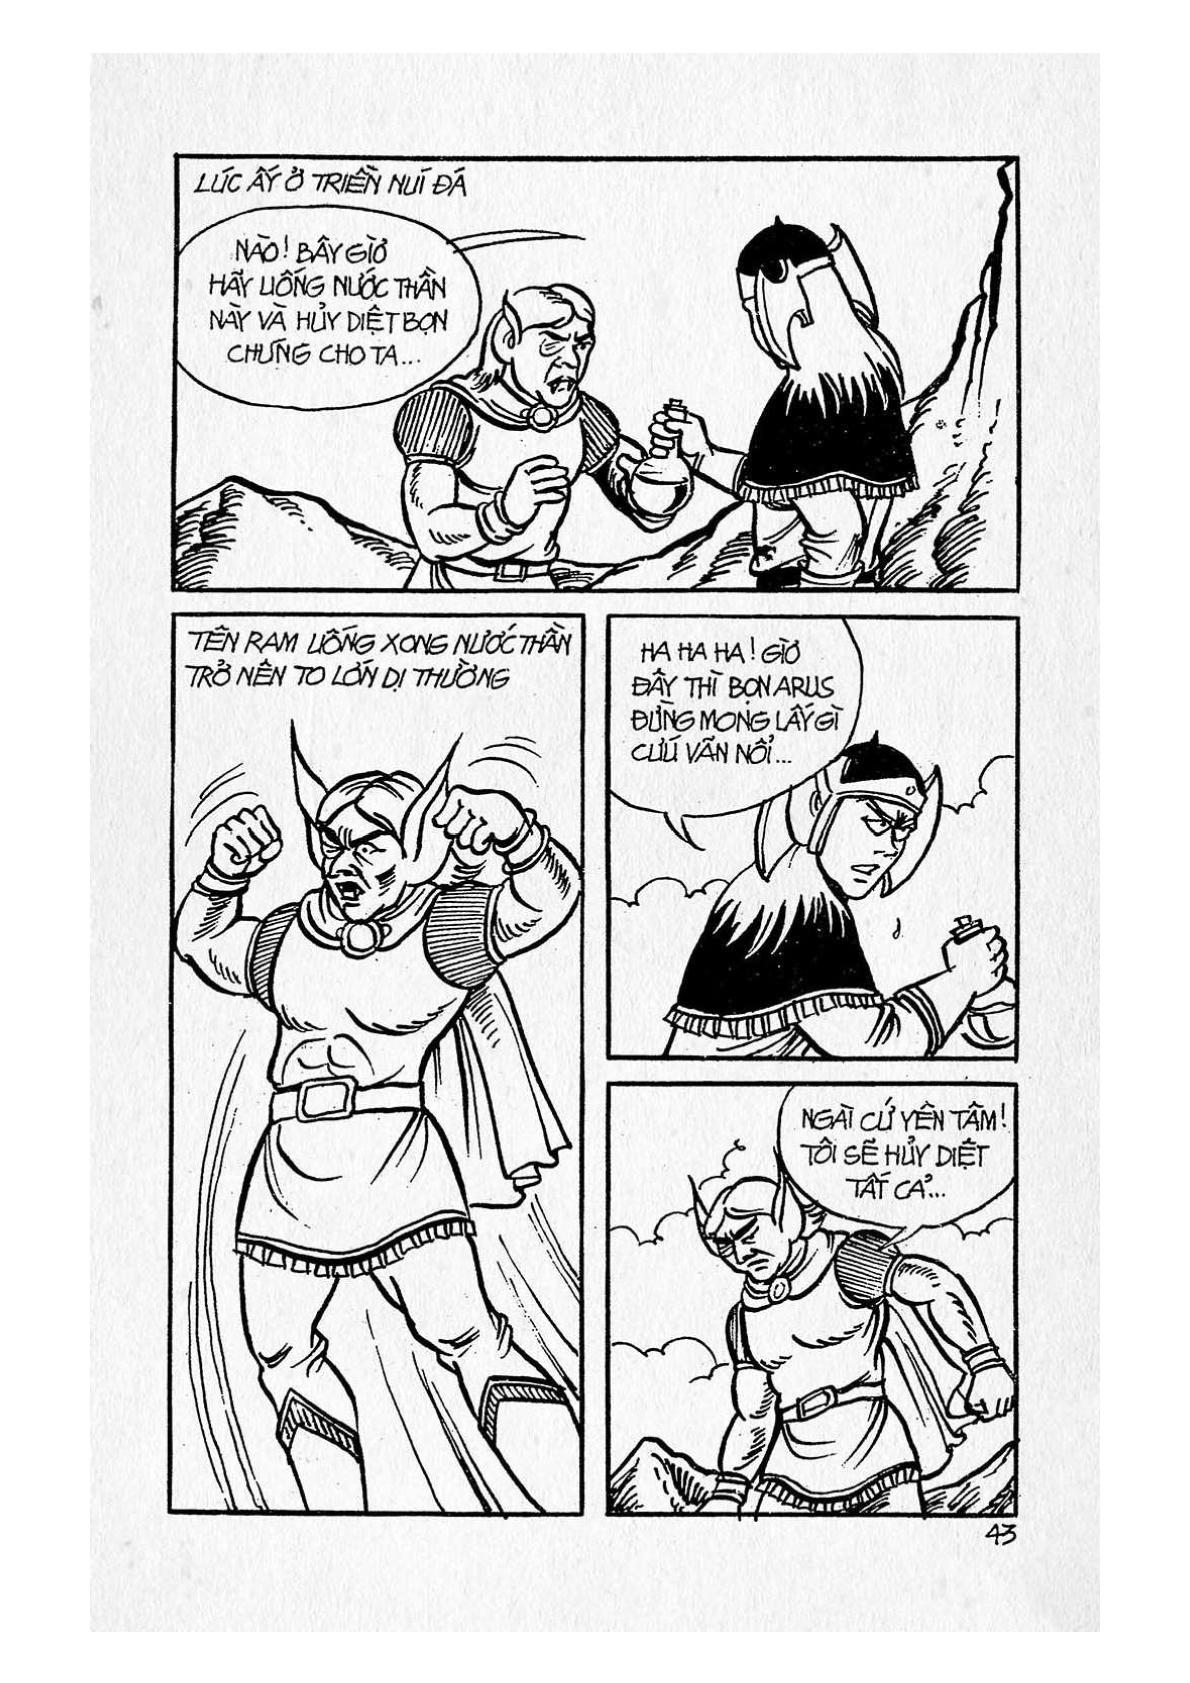 LÚC ẤY Ở TRIỀN NÚI ĐÁ
NÀO! BÂY GIỜ
HÃY UỐNG NƯỚC THẦN
NÀY VÀ HỦY DIỆT BỌN
CHÚNG CHO TA...
TÊN RAM UỐNG XONG NƯỚC THẦN
TRỞ NÊN TO LỚN DỊ THƯỜNG
HA HA HA! GIỜ
ĐÂY THÌ BỌN ARUS
ĐỪNG MONG LẤY GÌ
CỨU VÃN NỔI...
NGÀI CỨ YÊN TÂM!
TÔI SẼ HỦY DIỆT
TẤT CẢ...
43